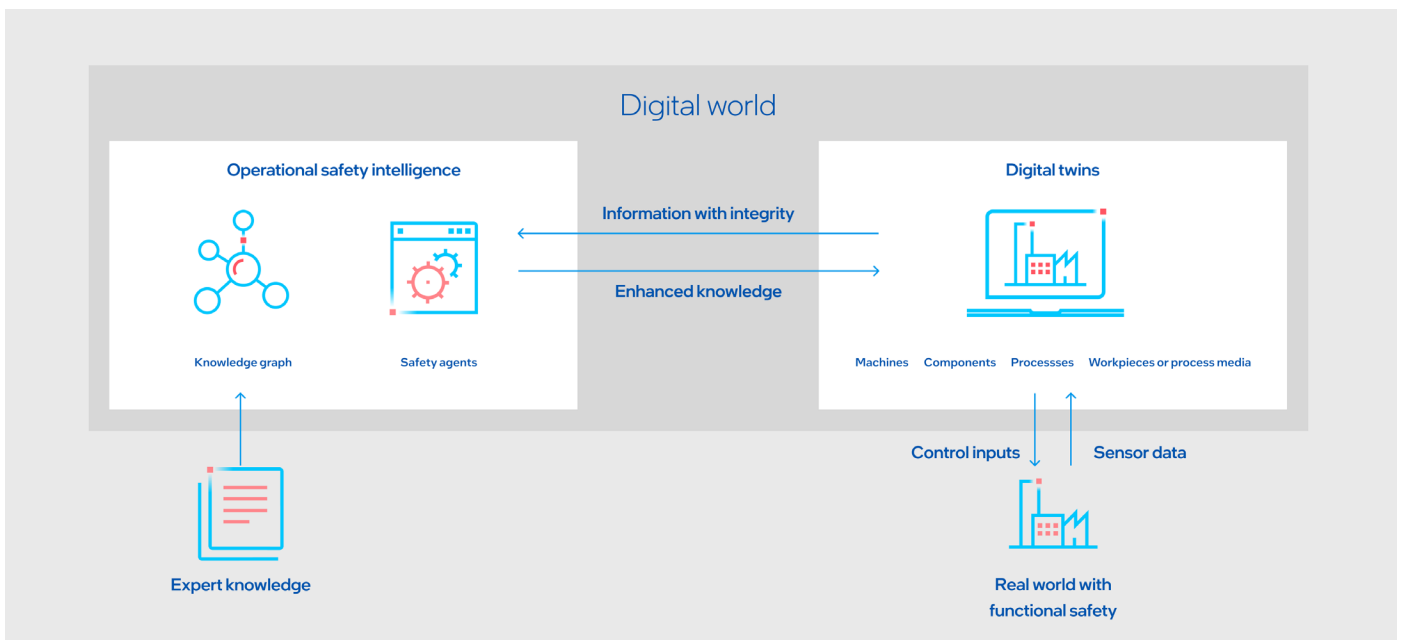 Digital world
Operational safety intelligence
Digital twins
Information with integrity
Enhanced knowledge
Knowledge graph
Safety agents
Machines
Components
Processses
Workpieces or process media
Control inputs
Sensor data
Expert knowledge
Real world with
functional safety